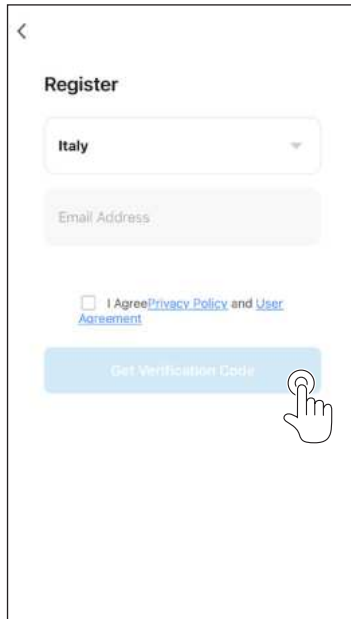 Register
Italy
Email Address
I AgreePrivacy Policy and User
Agreement
Get Verification Code